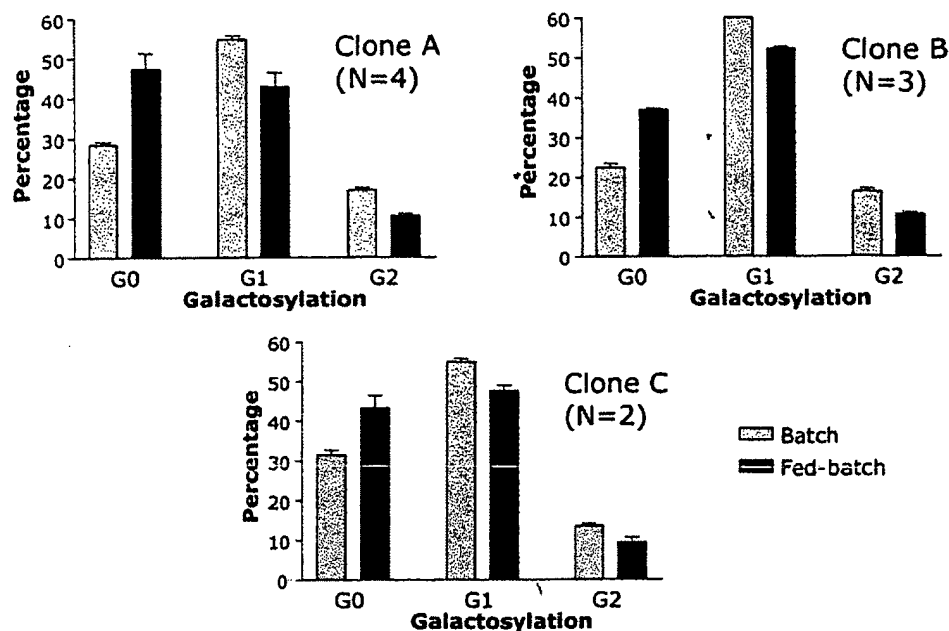 60
50
40
30
20
10
0
Percentage
Clone A
(N=4)
G0 G1 G2
Galactosylation
60
50
40
30
20
10
0
Percentage
Clone B
(N=3)
G0 G1 G2
Galactosylation
60
50
40
30
20
10
0
Percentage
Clone C
(N=2)
G0 G1 G2
Galactosylation
Batch
Fed-batch